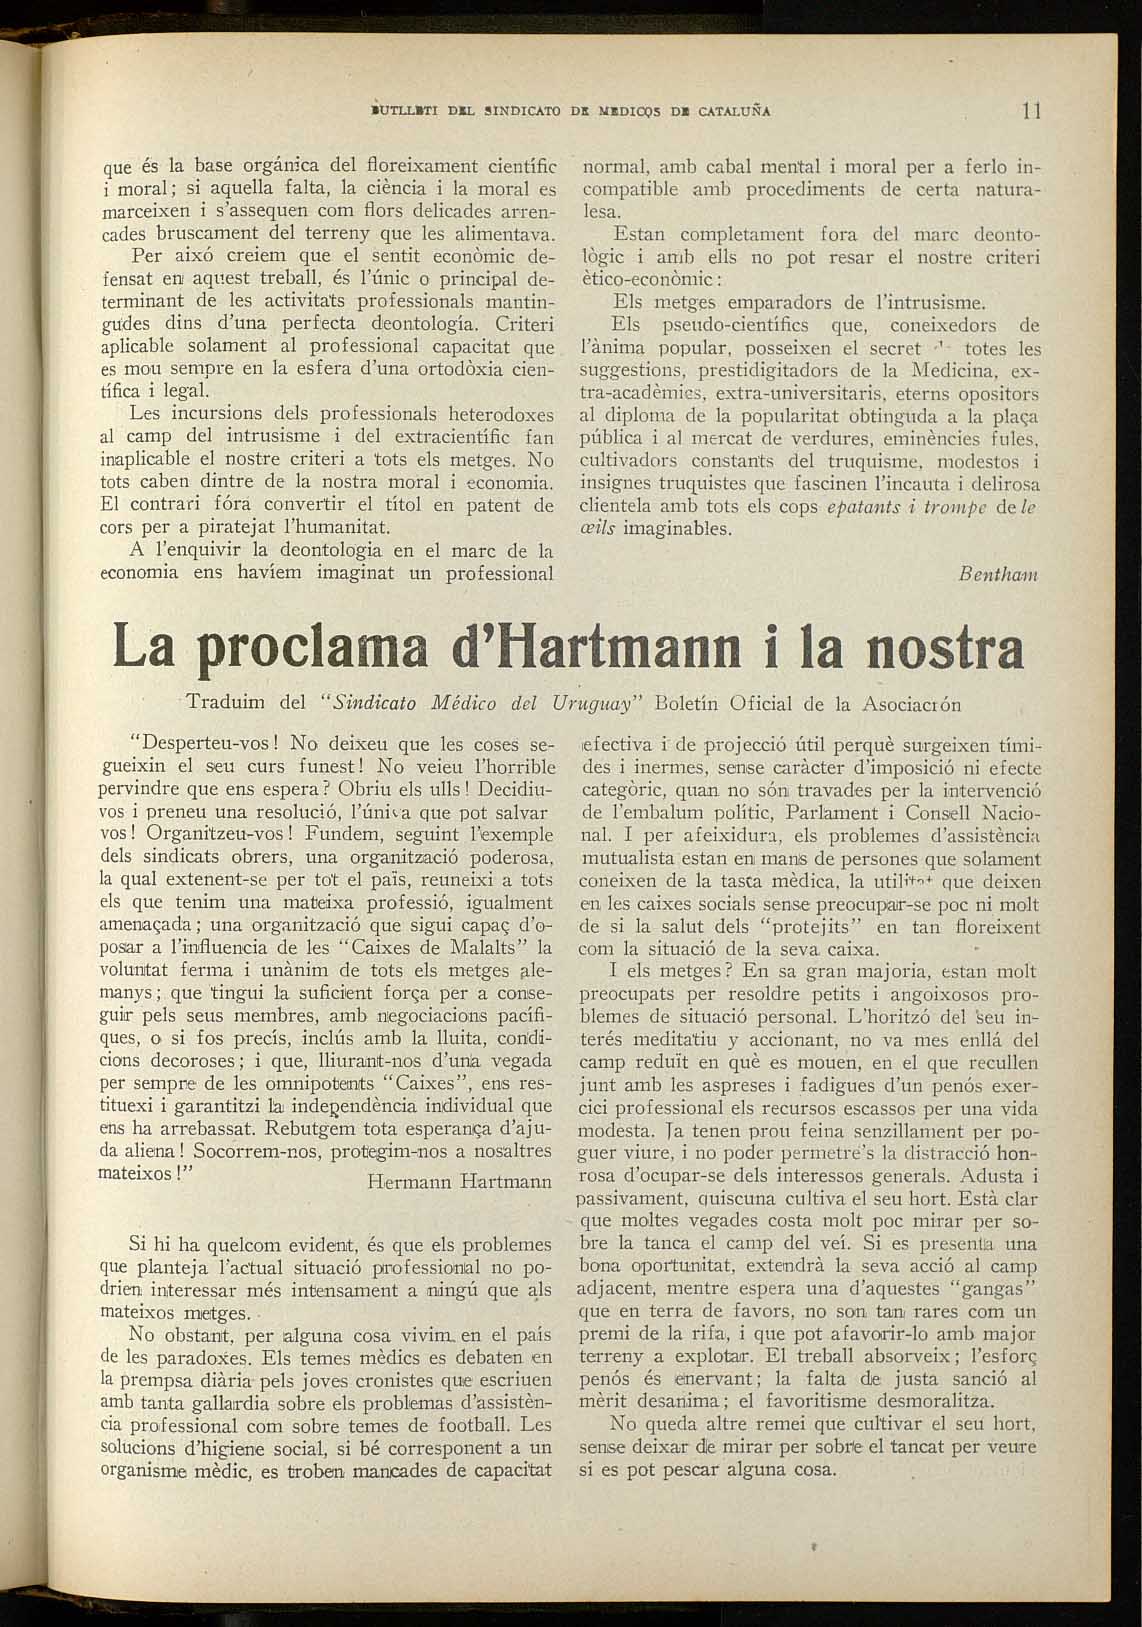 BUTLLETI DEL SINDICATO DE MEDICOS DE CATALUÑA 11
que és la base orgánica del floreixament científic
i moral; si aquella falta, la ciència i la moral es
marceixen i s'assequen com flors delicades arren-
cades bruscament del terreny que les alimentava.
Per aixó creiem que el sentit econòmic de-
fensat en aquest treball, és l'únic o principal de-
terminant de les activitats professionals mantin-
gudes dins d'una perfecta deontología. Criteri
aplicable solament al professional capacitat que
es mou sempre en la esfera d'una ortodòxia cien-
tífica i legal.
Les incursions dels professionals heterodoxes
al camp del intrusisme i del extracientífic fan
inaplicable el nostre criteri a tots els metges. No
tots caben dintre de la nostra moral i economia.
El contrari fóra convertir el títol en patent de
cors per a piratejat l'humanitat.
A l'enquivir la deontologia en el marc de la
economia ens havíem imaginat un professional
normal, amb cabal mental i moral per a ferlo in-
compatible amb procediments de certa natura-
lesa.
Estan completament fora del marc deonto-
lògic i amb ells no pot resar el nostre criteri
ètico-econòmic:
Els metges emparadors de l'intrusisme.
Els pseudo-científics que, coneixedors de
l'ànima popular, posseixen el secret totes les
suggestions, prestidigitadors de la Medicina, ex-
tra-acadèmies, extra-universitaris, eterns opositors
al diploma de la popularitat obtinguda a la plaça
pública i al mercat de verdures, eminències fules,
cultivadors constants del truquisme, modestos i
insignes truquistes que fascinen l'incauta i delirosa
clientela amb tots els cops epatants i trompe de le
œils imaginables.
Bentham
La proclama d'Hartmann i la nostra
Traduim del "Sindicato Médico del Uruguay" Boletín Oficial de la Asociación
"Desperteu-vos! No deixeu que les coses se-
gueixin el seu curs funest! No veieu l'horrible
pervindre que ens espera? Obriu els ulls! Decidiu-
vos i preneu una resolució, l'única que pot salvar
vos! Organitzeu-vos! Fundem, seguint l'exemple
dels sindicats obrers, una organització poderosa,
la qual extenent-se per tot el país, reuneixi a tots
els que tenim una mateixa professió, igualment
amenaçada; una organització que sigui capaç d'o-
posar a l'influencia de les "Caixes de Malalts" la
voluntat ferma i unànim de tots els metges ale-
manys; que tingui la suficient força per a conse-
guir pels seus membres, amb negociacions pacífi-
ques, o si fos precís, inclús amb la lluita, condi-
cions decoroses; i que, lliurant-nos d'una vegada
per sempre de les omnipotents "Caixes", ens res-
titueixi i garantitzi la independència individual que
ens ha arrebassat. Rebutgem tota esperança d'aju-
da aliena! Socorrem-nos, protegim-nos a nosaltres
mateixos!"
Hermann Hartmann
Si hi ha quelcom evident, és que els problemes
que planteja l'actual situació professional no po-
drien interessar més intensament a ningú que als
mateixos metges.
No obstant, per alguna cosa vivim en el país
de les paradoxes. Els temes mèdics es debaten en
la prempsa diària pels joves cronistes que escriuen
amb tanta gallardia sobre els problemas d'assistèn-
cia professional com sobre temes de football. Les
solucions d'higiene social, si bé corresponent a un
organisme mèdic, es troben mancades de capacitat
efectiva i de projecció útil perquè surgeixen tími-
des i inermes, sense caràcter d'imposició ni efecte
categòric, quan no són travades per la intervenció
de l'embalum polític, Parlament i Consell Nacio-
nal. I per afeixidura, els problemes d'assistència
mutualista estan en mans de persones que solament
coneixen de la tasca mèdica, la utilitat que deixen
en les caixes socials sense preocupar-se poc ni molt
de si la salut dels "protejits" en tan floreixent
com la situació de la seva caixa.
I els metges? En sa gran majoria, estan molt
preocupats per resoldre petits i angoixosos pro-
blemes de situació personal. L'horitzó del seu in-
terés meditatiu y accionant, no va mes enllá del
camp reduït en què es mouen, en el que recullen
junt amb les aspreses i fadigues d'un penós exer-
cici professional els recursos escassos per una vida
modesta. Ja tenen prou feina senzillament per po-
guer viure, i no poder permetre's la distracció hon-
rosa d'ocupar-se dels interessos generals. Adusta i
passivament, quiscuna cultiva el seu hort. Està clar
que moltes vegades costa molt poc mirar per so-
bre la tanca el camp del veí. Si es presenta una
bona oportunitat, extendrà la seva acció al camp
adjacent, mentre espera una d'aquestes "gangas"
que en terra de favors, no son tan rares com un
premi de la rifa, i que pot afavorir-lo amb major
terreny a explotar. El treball absorveix; l'esforç
penós és enervant; la falta de justa sanció al
mèrit desanima; el favoritisme desmoralitza.
No queda altre remei que cultivar el seu hort,
sense deixar de mirar per sobre el tancat per veure
si es pot pescar alguna cosa.